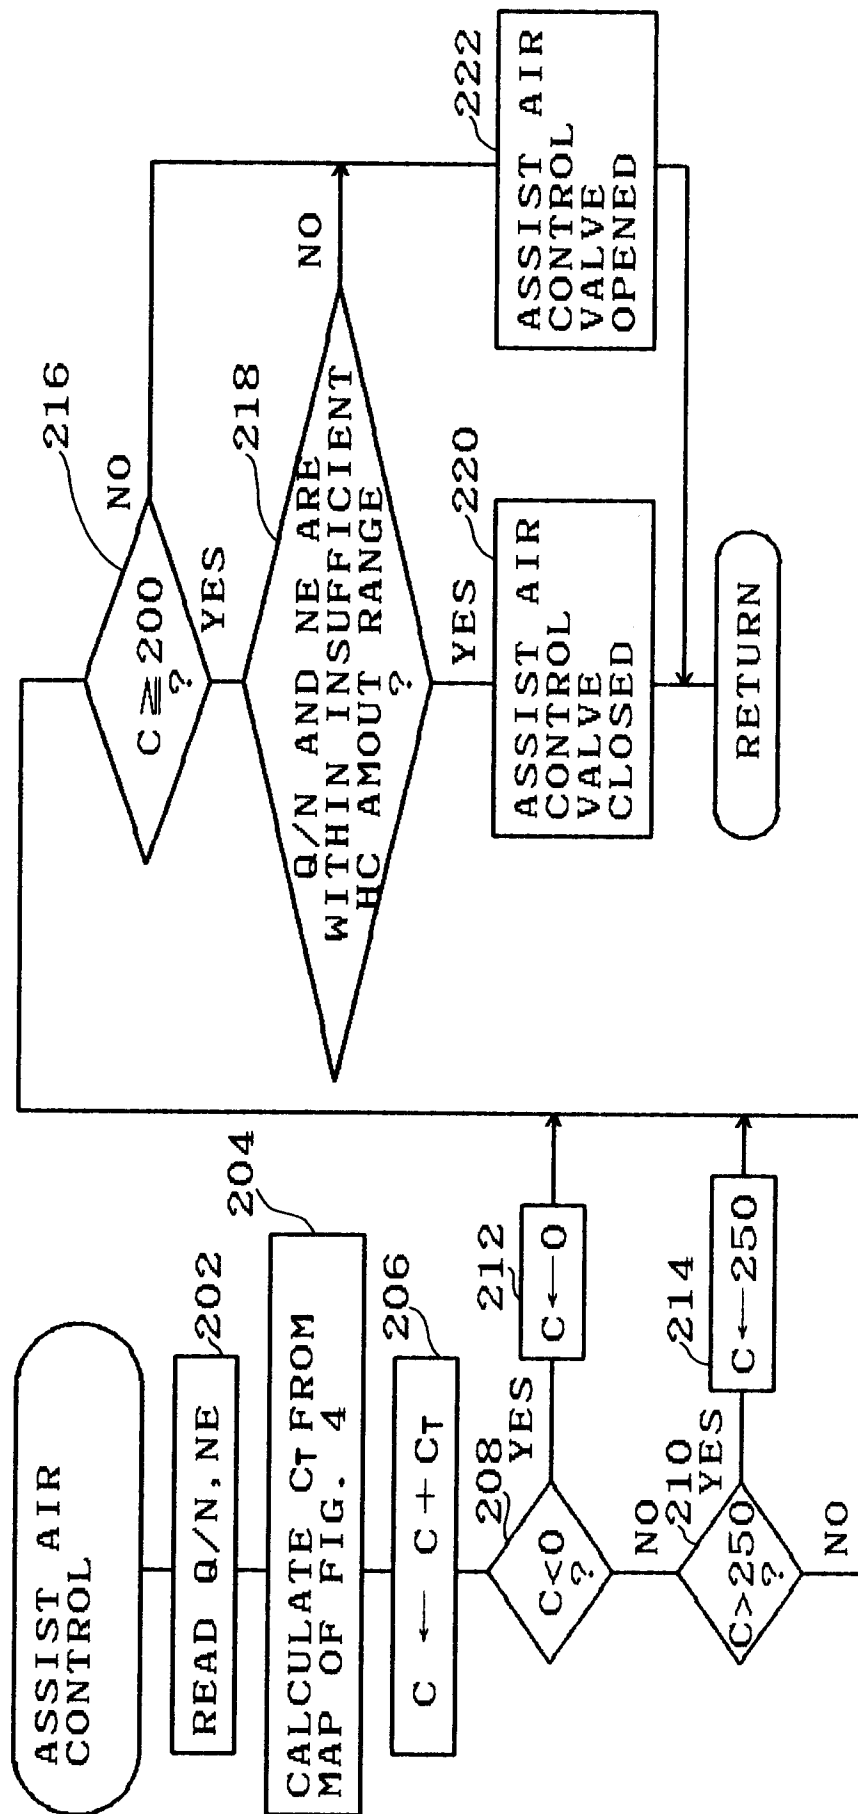 ASSIST AIR
CONTROL
202
READ Q/N, NE
204
CALCULATE CT FROM
MAP OF FIG. 4
206
C ← C + CT
208
C<0
?
YES
212
C←0
NO
210
C>250
?
YES
214
C←250
NO
216
C≧200
?
NO
YES
218
Q/N AND NE ARE
WITHIN INSUFFICIENT
HC AMOUT RANGE
?
NO
YES
220
ASSIST AIR
CONTROL
VALVE
CLOSED
222
ASSIST AIR
CONTROL
VALVE
OPENED
RETURN